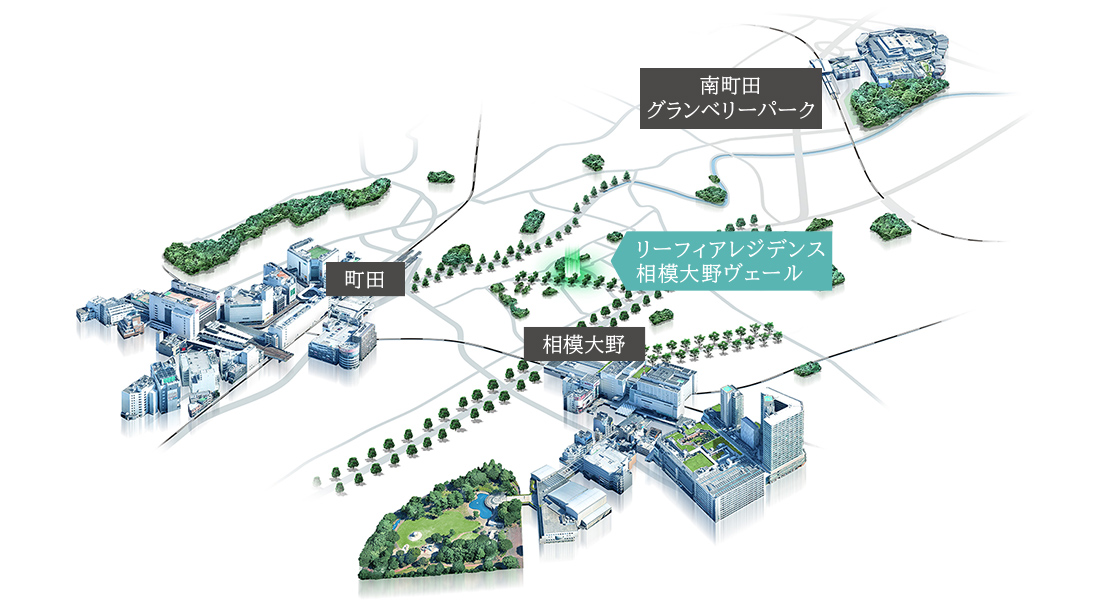 南町田
グランベリーパーク
リーフィアレジデンス
相模大野ヴェール
町田
相模大野